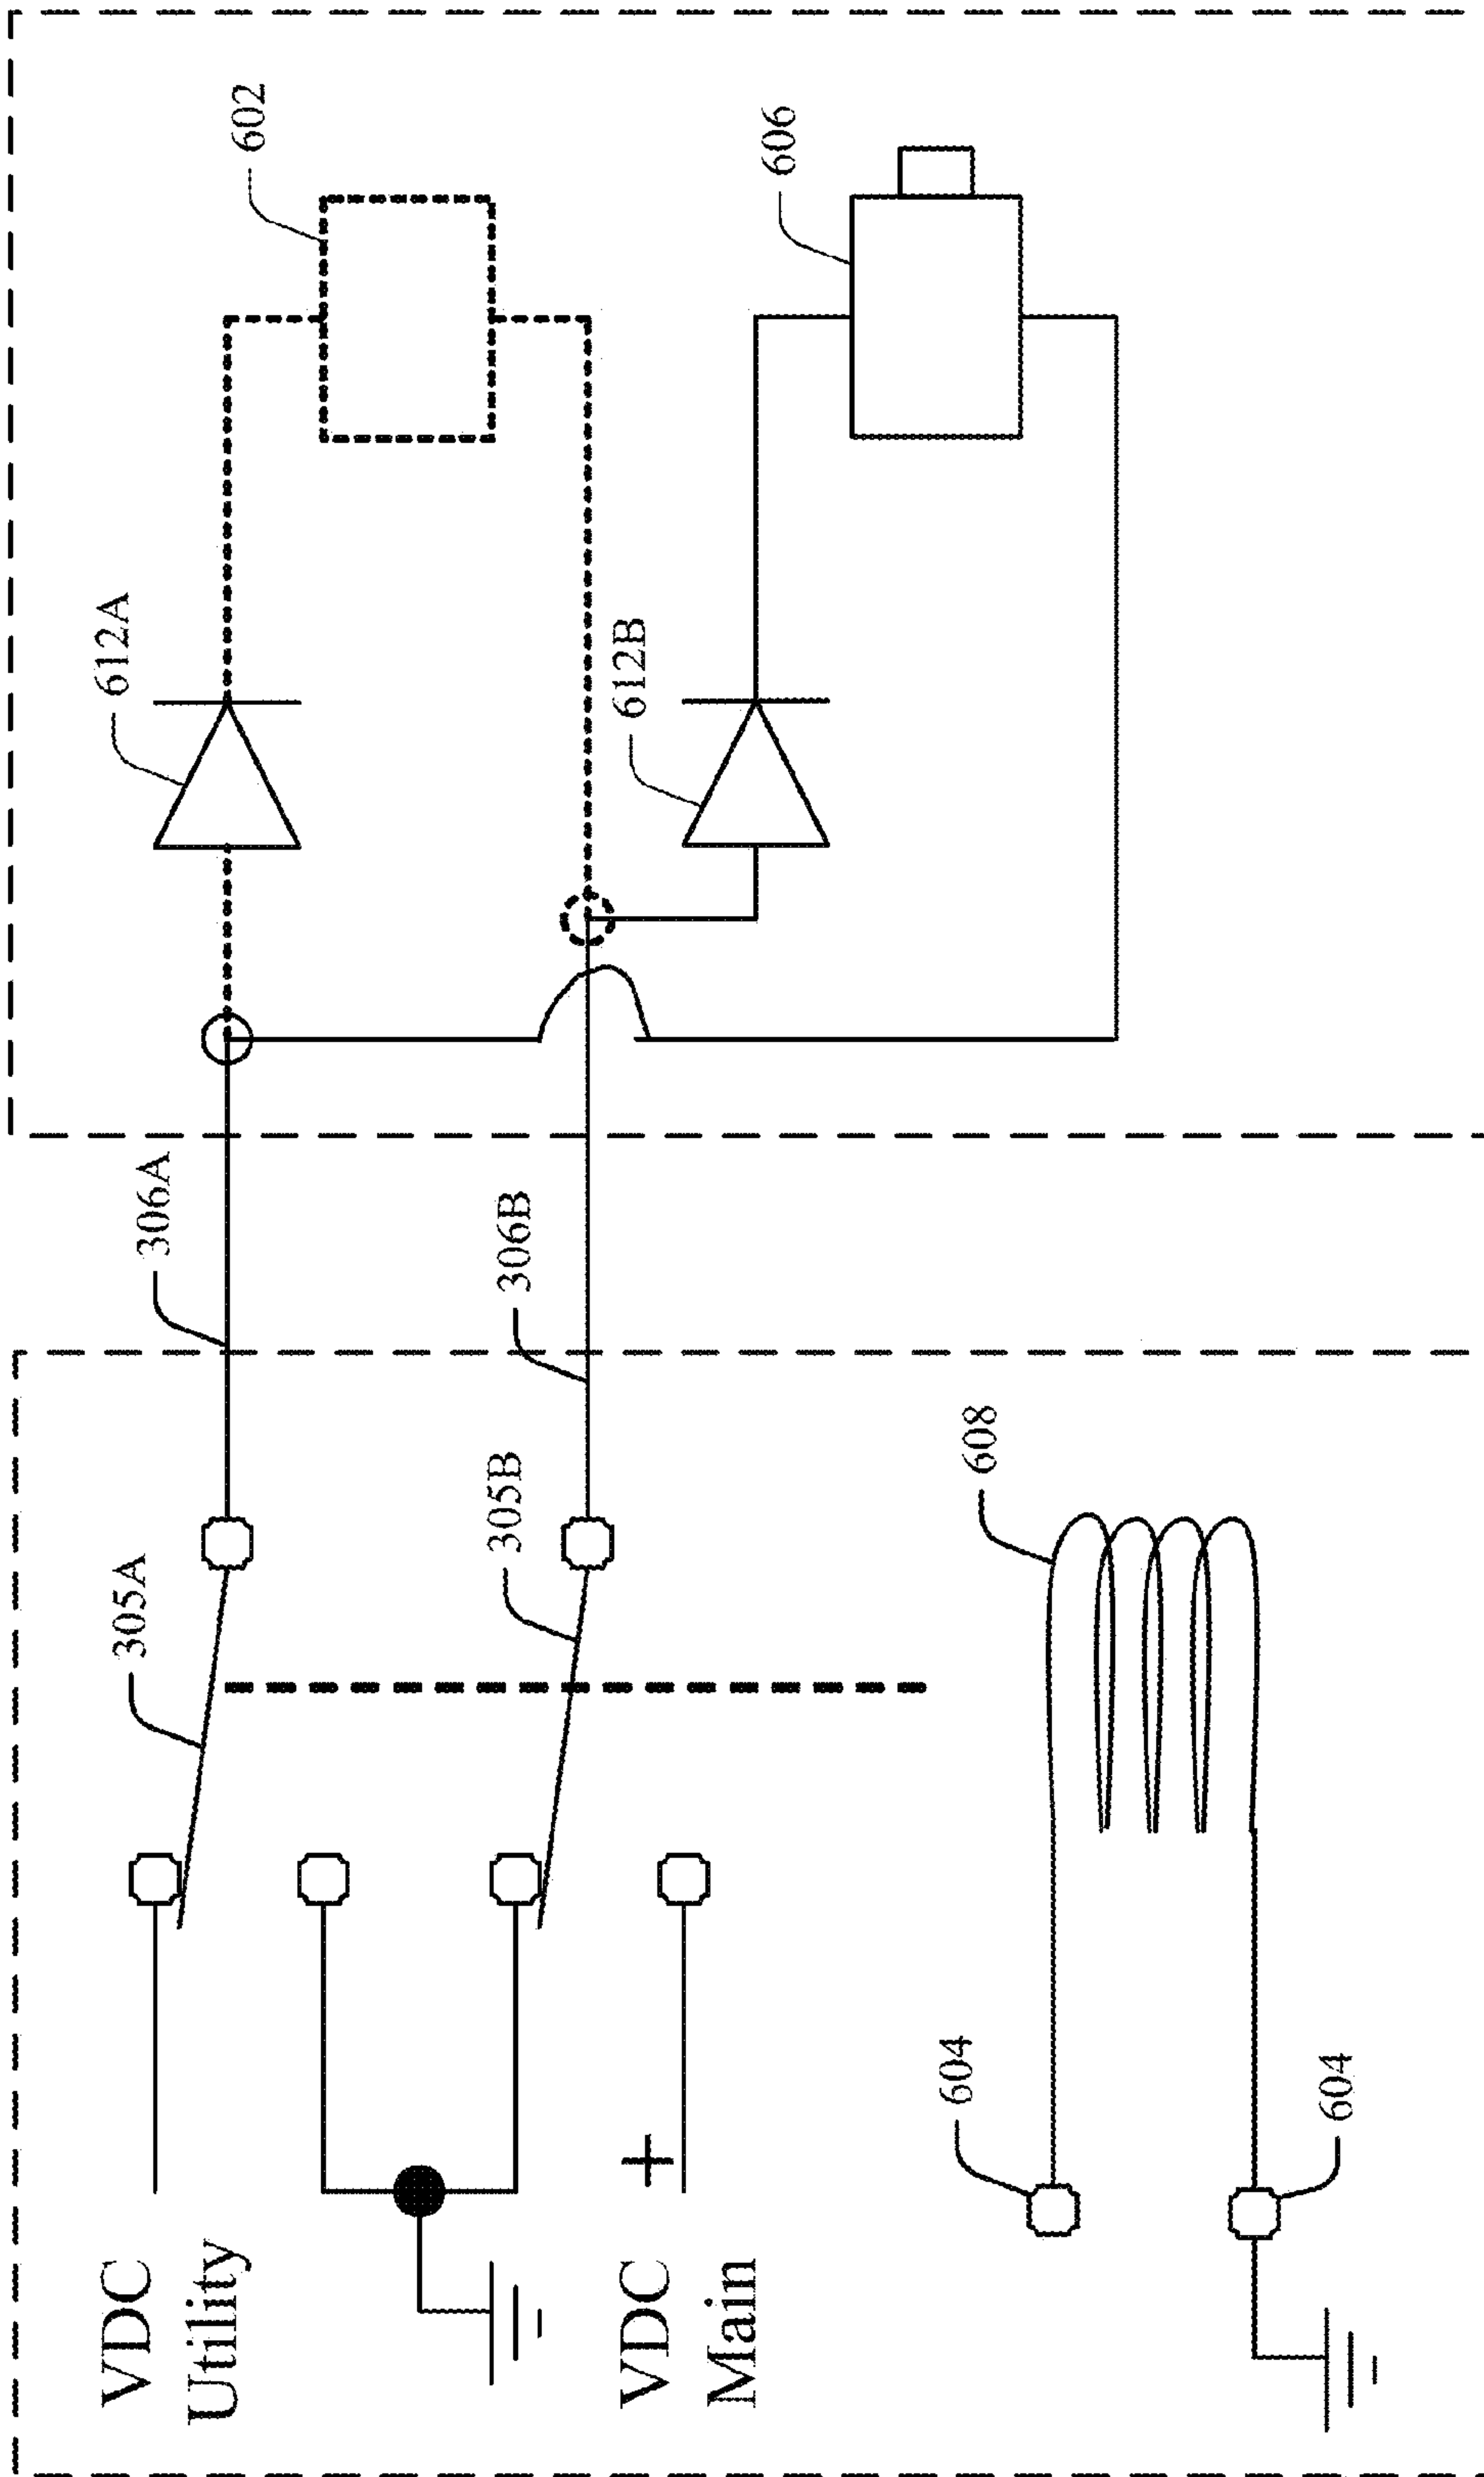 602
612A
306A
305A
VDC
Utility
606
612B
306B
305B
VDC +
Main
608
604
604